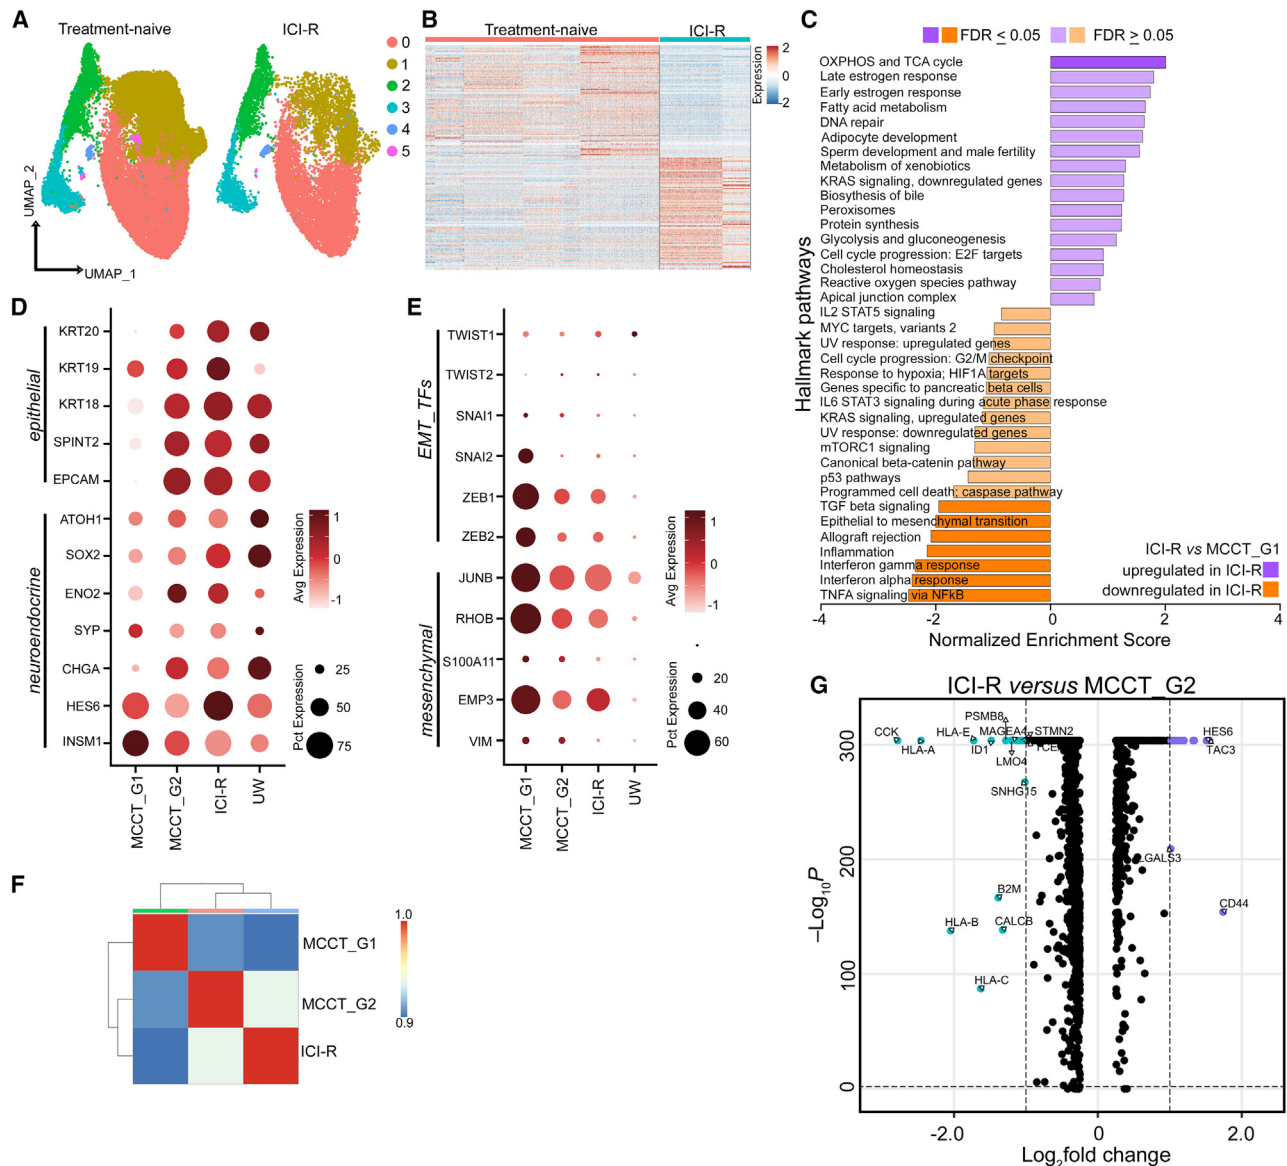 A
Treatment-naive
ICI-R
0
1
2
3
4
5
UMAP_2
UMAP_1
B
Treatment-naive
ICI-R
Expression
2
0
-2
C
FDR ≤ 0.05
FDR ≥ 0.05
Hallmark pathways
OXPHOS and TCA cycle
Late estrogen response
Early estrogen response
Fatty acid metabolism
DNA repair
Adipocyte development
Sperm development and male fertility
Metabolism of xenobiotics
KRAS signaling, downregulated genes
Biosythesis of bile
Peroxisomes
Protein synthesis
Glycolysis and gluconeogenesis
Cell cycle progression: E2F targets
Cholesterol homeostasis
Reactive oxygen species pathway
Apical junction complex
IL2 STAT5 signaling
MYC targets, variants 2
UV response: upregulated genes
Cell cycle progression: G2/M checkpoint
Response to hypoxia; HIF1A targets
Genes specific to pancreatic beta cells
IL6 STAT3 signaling during acute phase response
KRAS signaling, upregulated genes
UV response: downregulated genes
mTORC1 signaling
Canonical beta-catenin pathway
p53 pathways
Programmed cell death; caspase pathway
TGF beta signaling
Epithelial to mesenchymal transition
Allograft rejection
Inflammation
Interferon gamma response
Interferon alpha response
TNFA signaling via NFkB
ICI-R vs MCCT_G1
upregulated in ICI-R
downregulated in ICI-R
-4
-2
0
2
4
Normalized Enrichment Score
D
epithelial
KRT20
KRT19
KRT18
SPINT2
EPCAM
neuroendocrine
ATOH1
SOX2
ENO2
SYP
CHGA
HES6
INSM1
MCCT_G1
MCCT_G2
ICI-R
UW
Avg Expression
1
0
-1
Pct Expression
25
50
75
E
EMT_TFs
TWIST1
TWIST2
SNAI1
SNAI2
ZEB1
ZEB2
mesenchymal
JUNB
RHOB
S100A11
EMP3
VIM
MCCT_G1
MCCT_G2
ICI-R
UW
Avg Expression
1
0
-1
Pct Expression
20
40
60
F
MCCT_G1
MCCT_G2
ICI-R
1.0
0.9
G
ICI-R versus MCCT_G2
PSMB8
CCK
HLA-E
MAGEA4
STMN2
HES6
HLA-A
ID1
TAC3
LMO4
SNHG15
LGALS3
B2M
CD44
HLA-B
CALCB
HLA-C
–Log10P
300
200
100
0
-2.0
0
2.0
Log2fold change